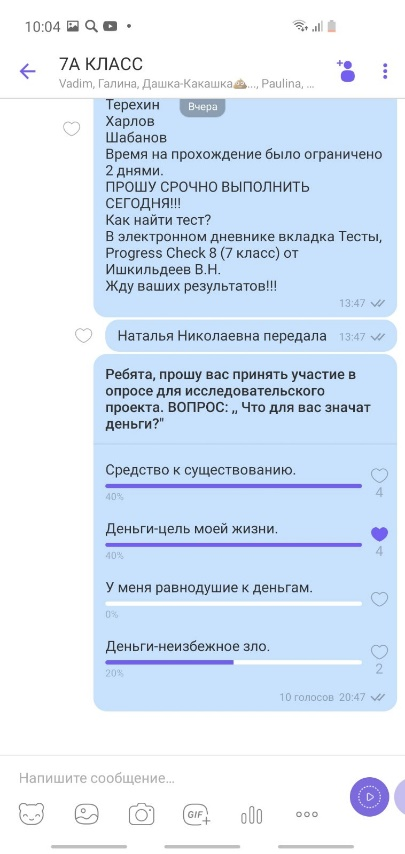 10:04
7А КЛАСС
Vadim, Галина, Дашка-Какашка💩..., Paulina, ...
Терехин
Вчера
Харлов
Шабанов
Время на прохождение было ограничено
2 днями.
ПРОШУ СРОЧНО ВЫПОЛНИТЬ
СЕГОДНЯ!!!
Как найти тест?
В электронном дневнике вкладка Тесты,
Progress Check 8 (7 класс) от
Ишкильдеев В.Н.
Жду ваших результатов!!!
13:47
Наталья Николаевна передала 13:47
Ребята, прошу вас принять участие в
опросе для исследовательского
проекта. ВОПРОС: ,, Что для вас значат
деньги?"
Средство к существованию.
40%
4
Деньги-цель моей жизни.
40%
4
У меня равнодушие к деньгам.
0%
Деньги-неизбежное зло.
20%
2
10 голосов 20:47
Напишите сообщение...
GIF